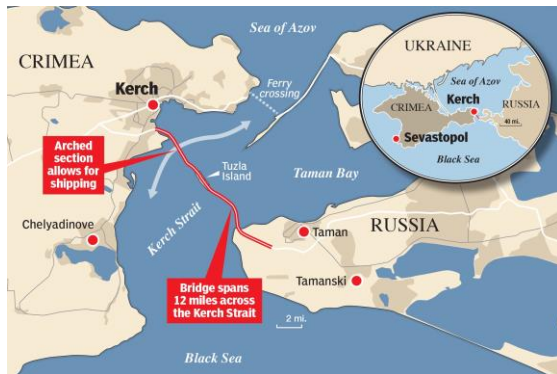 Sea of Azov
CRIMEA
Kerch
Ferry
crossing
Arched
section
allows for
shipping
Tuzla
Island
Taman Bay
Kerch Strait
Chelyadinove
RUSSIA
Taman
Tamanski
Bridge spans
12 miles across
the Kerch Strait
2 mi.
Black Sea
UKRAINE
Sea of Azov
CRIMEA
Kerch
RUSSIA
40 mi.
Sevastopol
Black Sea